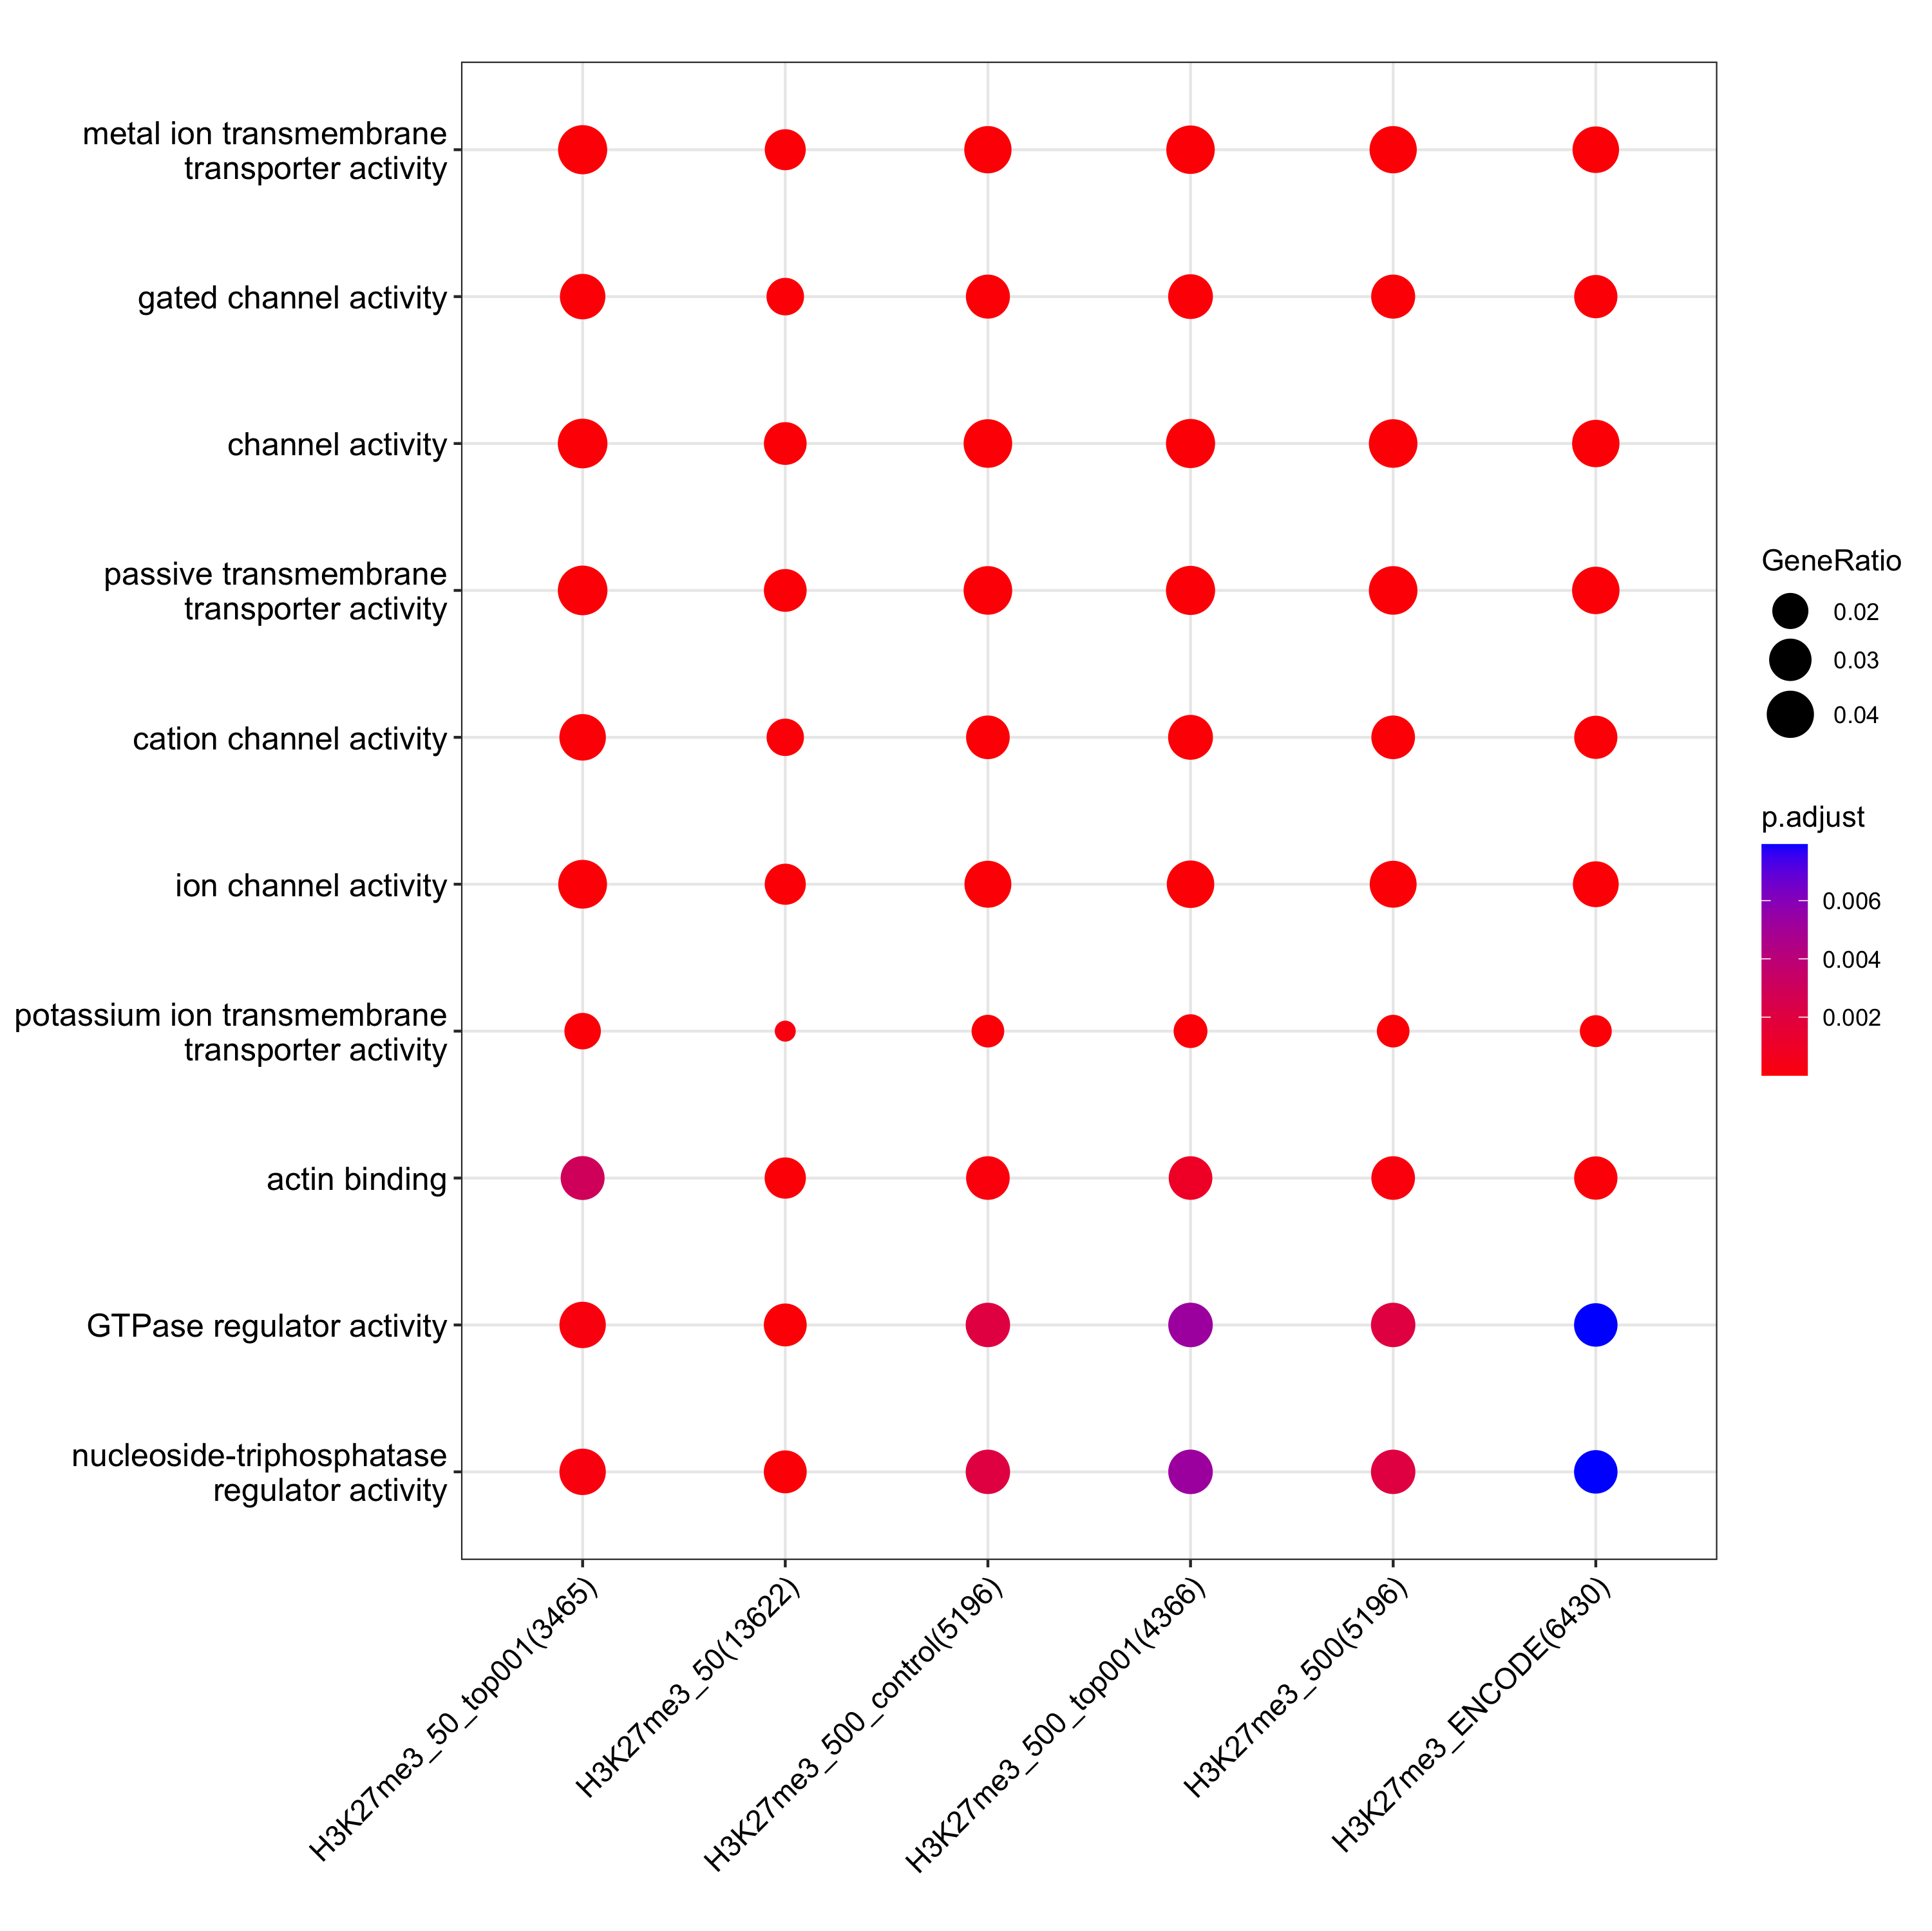 metal ion transmembrane
transporter activity
gated channel activity
channel activity
passive transmembrane
transporter activity
cation channel activity
ion channel activity
potassium ion transmembrane
transporter activity
actin binding
GTPase regulator activity
nucleoside-triphosphatase
regulator activity
H3K27me3_50_top001(3465)
H3K27me3_50(13622)
H3K27me3_500_control(5196)
H3K27me3_500_top001(4366)
H3K27me3_500(5196)
H3K27me3_ENCODE(6430)
GeneRatio
0.02
0.03
0.04
p.adjust
0.006
0.004
0.002